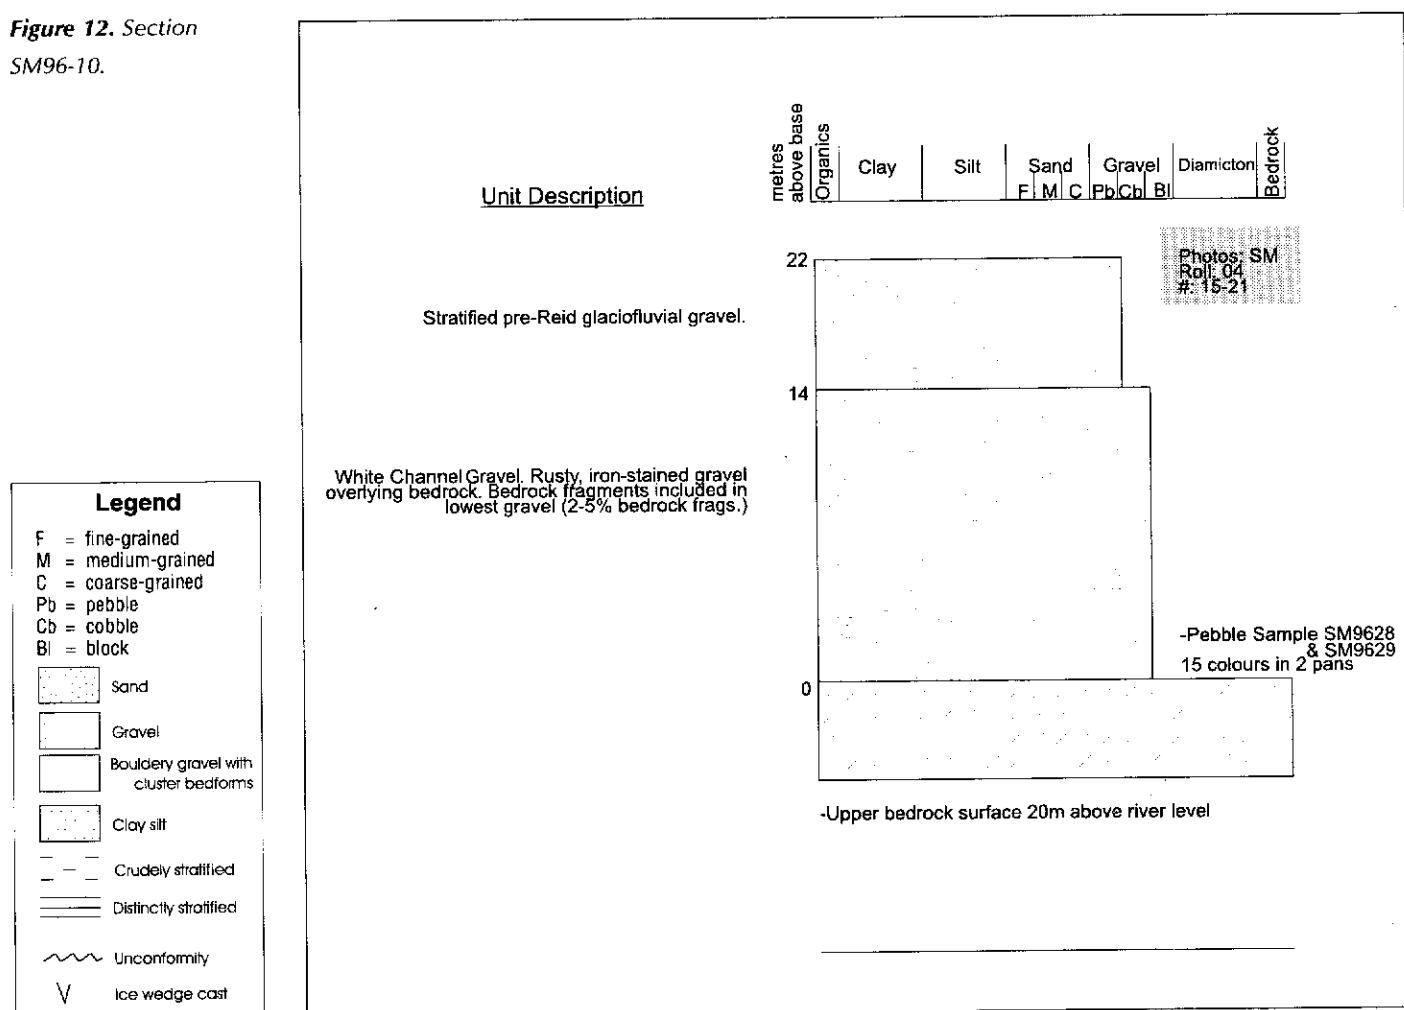 Figure 12. Section
SM96-10.
metres
above base
Organics
Clay
Silt
Sand
Gravel
Diamicton
Bedrock
F M C Pb Cb Bl
Unit Description
22
Photos: SM
Roll: 04
#: 15-21
Stratified pre-Reid glaciofluvial gravel.
14
White Channel Gravel. Rusty, iron-stained gravel
overlying bedrock. Bedrock fragments included in
lowest gravel (2-5% bedrock frags.)
-Pebble Sample SM9628
& SM9629
15 colours in 2 pans
0
-Upper bedrock surface 20m above river level
Legend
F = fine-grained
M = medium-grained
C = coarse-grained
Pb = pebble
Cb = cobble
Bl = block
Sand
Gravel
Bouldery gravel with
cluster bedforms
Clay silt
Crudely stratified
Distinctly stratified
Unconformity
Ice wedge cast